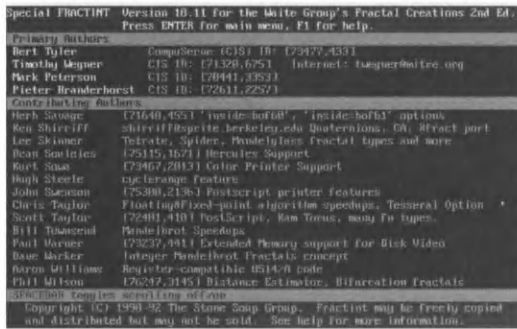 Special FRACTINT Version 18.11 for the Waite Group's Fractal Creations 2nd Ed.
Press ENTER for main menu, F1 for help.
Primary Authors
Bert Tyler CompuServe (CIS) ID: [73477,433]
Timothy Wegner CIS ID: [71320,675] Internet: twegner@mitre.org
Mark Peterson CIS ID: [70441,3353]
Pieter Branderhorst CIS ID: [72611,2257]
Contributing Authors
Herb Savage [71640,455] 'inside=bof60', 'inside=bof61' options
Ken Shirriff shirriff@sprite.berkeley.edu Quaternions, CA, Xfract port
Lee Skinner Tetrate, Spider, Mandelglass fractal types and more
Dean Souleles [75115,1671] Hercules Support
Kurt Sowa [73467,2013] Color Printer Support
Hugh Steele cyclerange feature
John Swenson [75300,2136] Postscript printer features
Chris Taylor Floating&Fixed-point algorithm speedups, Tesseral Option
Scott Taylor [72401,410] PostScript, Kam Torus, many fn types.
Bill Townsend Mandelbrot Speedups
Paul Varner [73237,441] Extended Memory support for Disk Video
Dave Warker Integer Mandelbrot Fractals concept
Aaron Williams Register-compatible 8514/A code
Phil Wilson [76247,3145] Distance Estimator, Bifurcation fractals
SPACEBAR toggles scrolling off/on
Copyright (C) 1990-92 The Stone Soup Group. Fractint may be freely copied
and distributed but may not be sold. See help for more information.